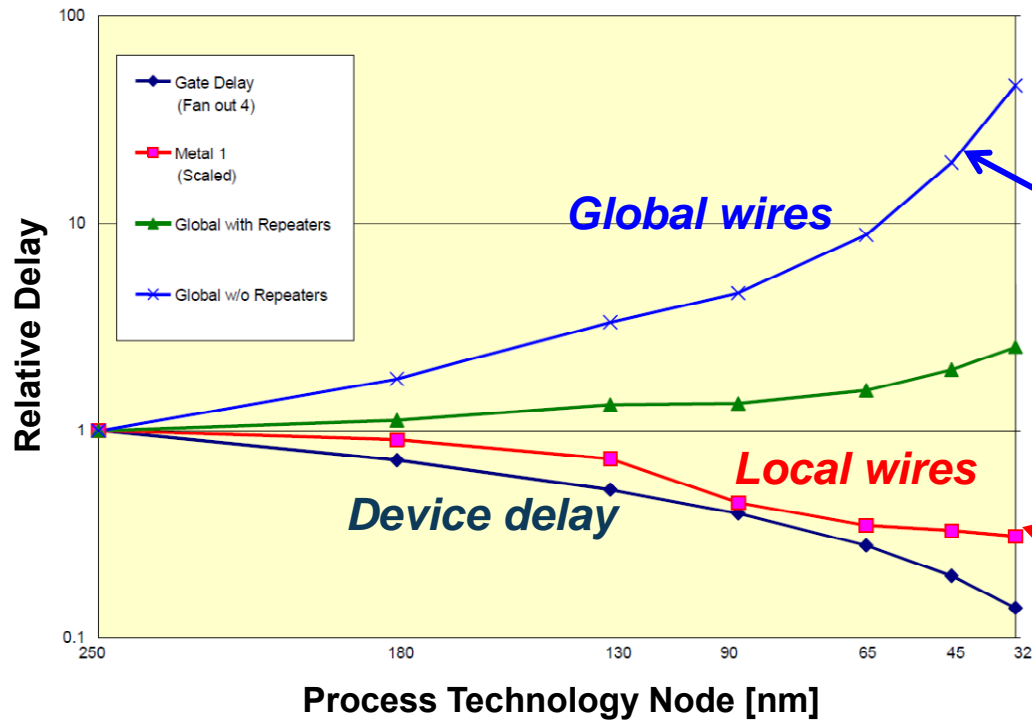 100
10
1
0.1
Relative Delay
Gate Delay
(Fan out 4)
Metal 1
(Scaled)
Global with Repeaters
Global w/o Repeaters
Global wires
Local wires
Device delay
250 180 130 90 65 45 32
Process Technology Node [nm]